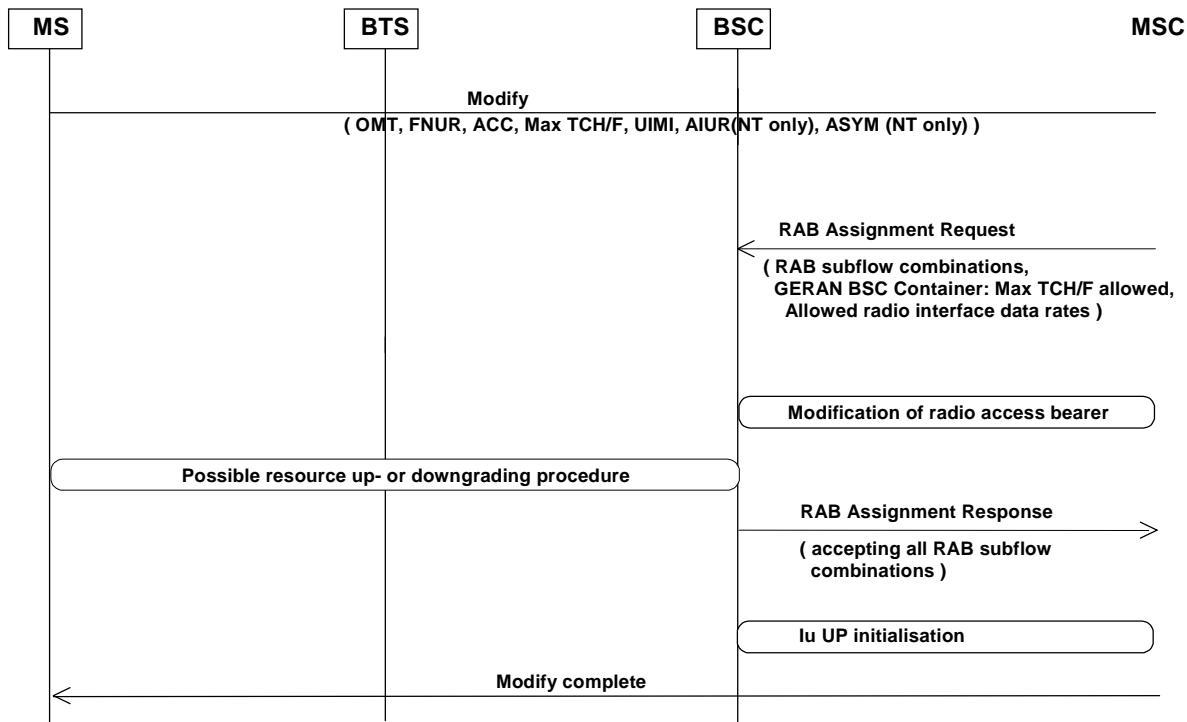 MS BTS BSC MSC
Modify
( OMT, FNUR, ACC, Max TCH/F, UIMI, AIUR(NT only), ASYM (NT only) )
RAB Assignment Request
( RAB subflow combinations,
GERAN BSC Container: Max TCH/F allowed,
Allowed radio interface data rates )
Modification of radio access bearer
Possible resource up- or downgrading procedure
RAB Assignment Response
( accepting all RAB subflow
combinations )
Iu UP initialisation
Modify complete